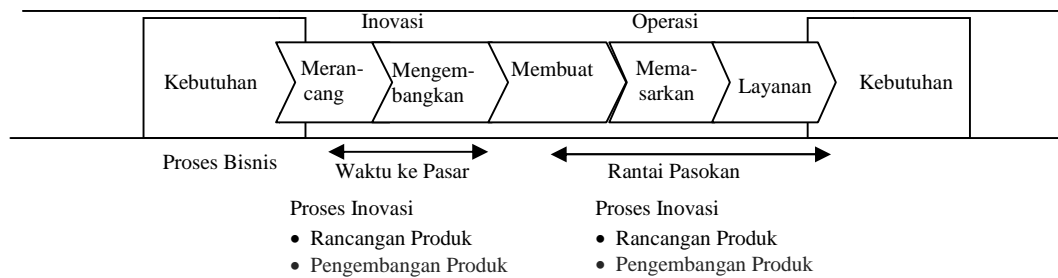 Inovasi
Operasi
Kebutuhan
Meran-
cang
Mengem-
bangkan
Membuat
Mema-
sarkan
Layanan
Kebutuhan
Proses Bisnis
Waktu ke Pasar
Rantai Pasokan
Proses Inovasi
• Rancangan Produk
• Pengembangan Produk
Proses Inovasi
• Rancangan Produk
• Pengembangan Produk